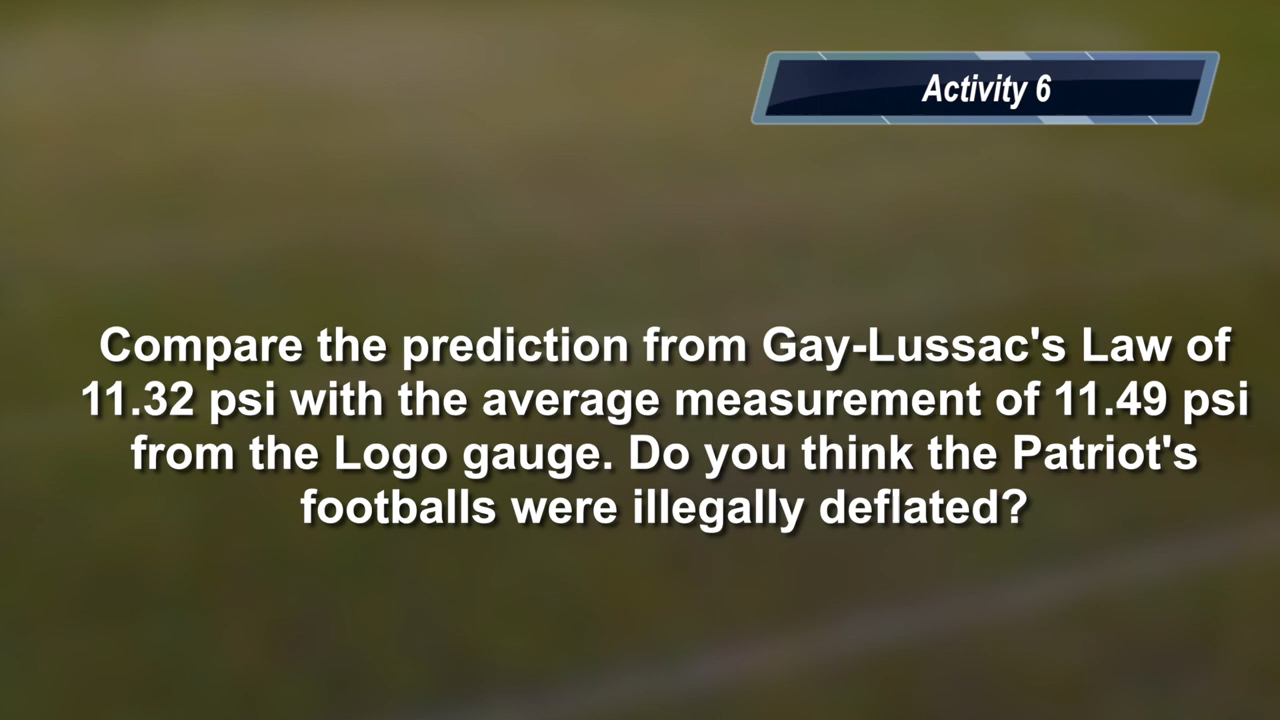 Activity 6
Compare the prediction from Gay-Lussac's Law of
11.32 psi with the average measurement of 11.49 psi
from the Logo gauge. Do you think the Patriot's
footballs were illegally deflated?